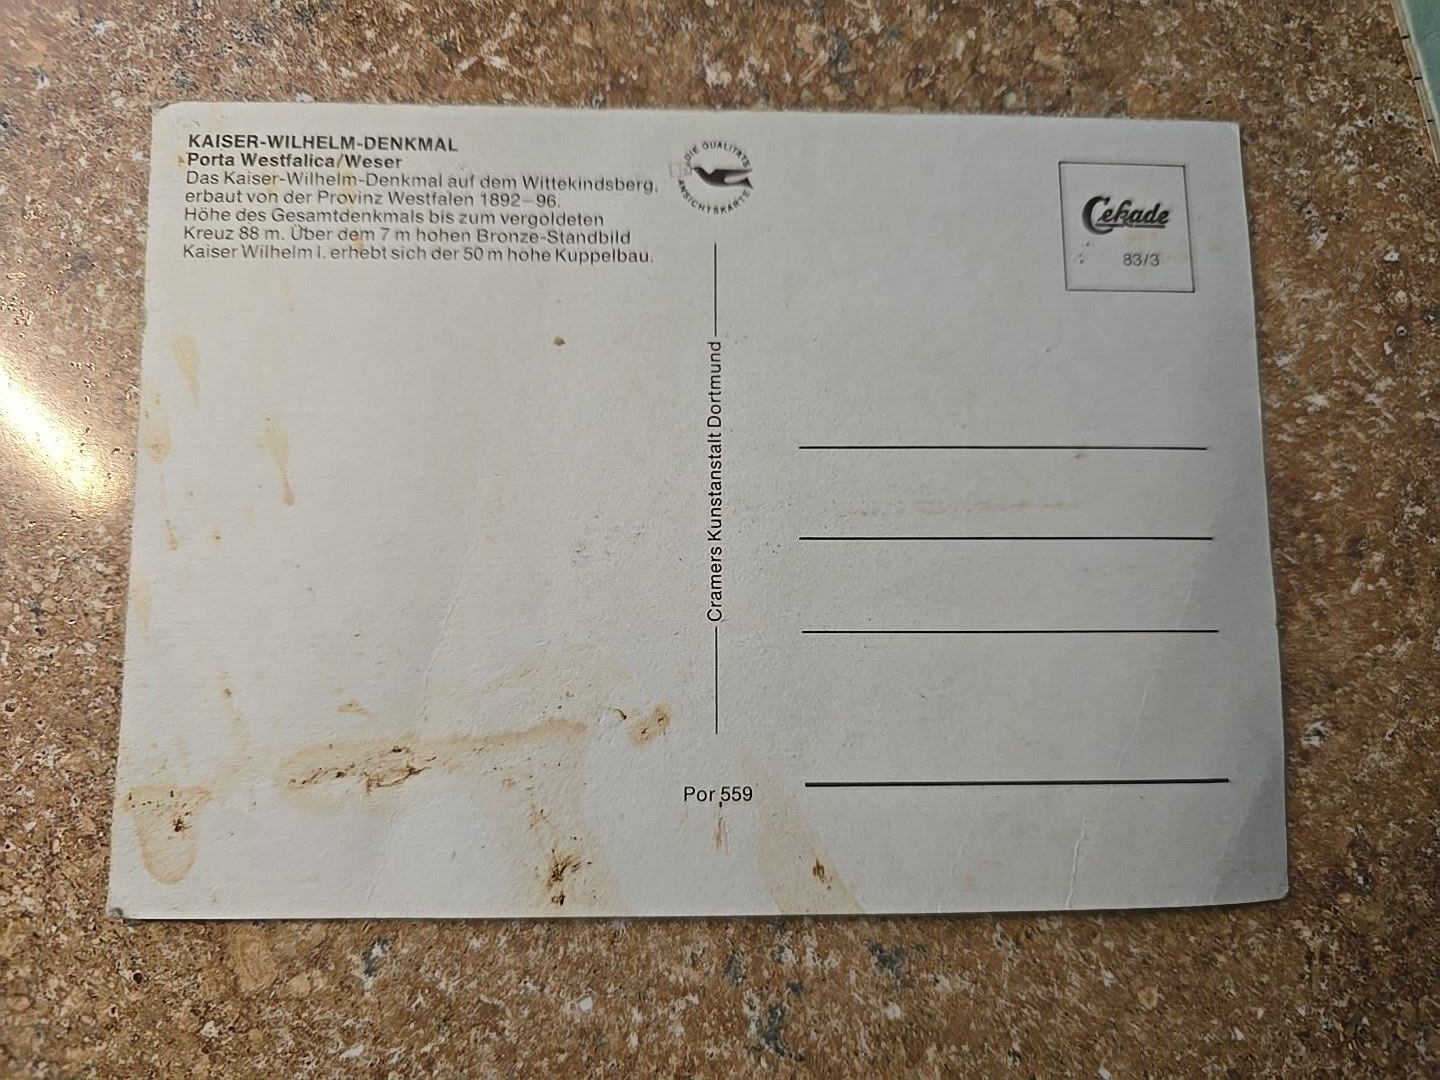 KAISER-WILHELM-DENKMAL
Porta Westfalica/Weser
Das Kaiser-Wilhelm-Denkmal auf dem Wittekindsberg,
erbaut von der Provinz Westfalen 1892–96.
Höhe des Gesamtdenkmals bis zum vergoldeten
Kreuz 88 m. Über dem 7 m hohen Bronze-Standbild
Kaiser Wilhelm I. erhebt sich der 50 m hohe Kuppelbau.
DIE QUALITÄTS
ANSICHTSKARTE
Cekade
83/3
Cramers Kunstanstalt Dortmund
Por 559